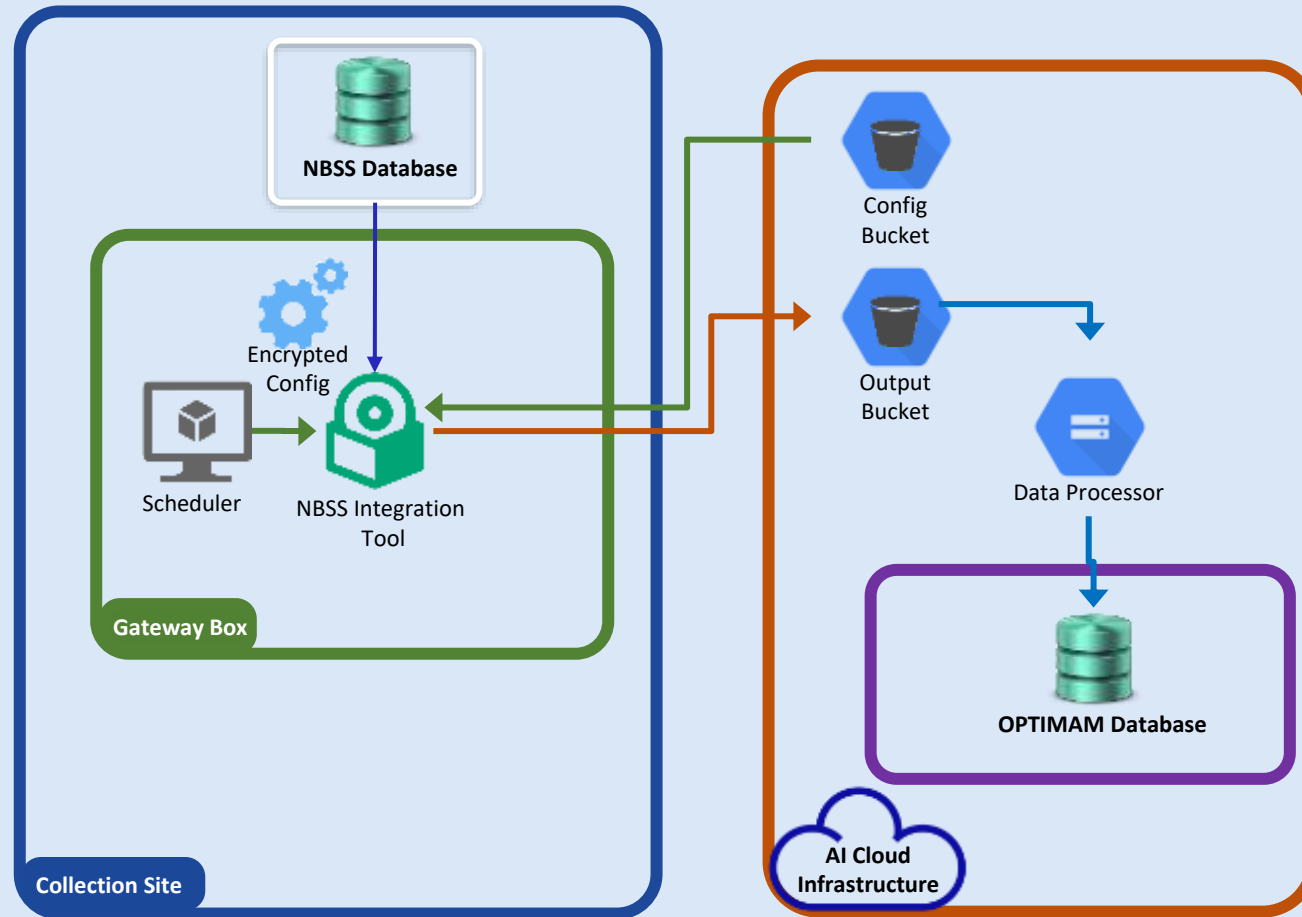 NBSS Database
Encrypted
Config
Scheduler
NBSS Integration
Tool
Gateway Box
Collection Site
Config
Bucket
Output
Bucket
Data Processor
OPTIMAM Database
AI Cloud
Infrastructure